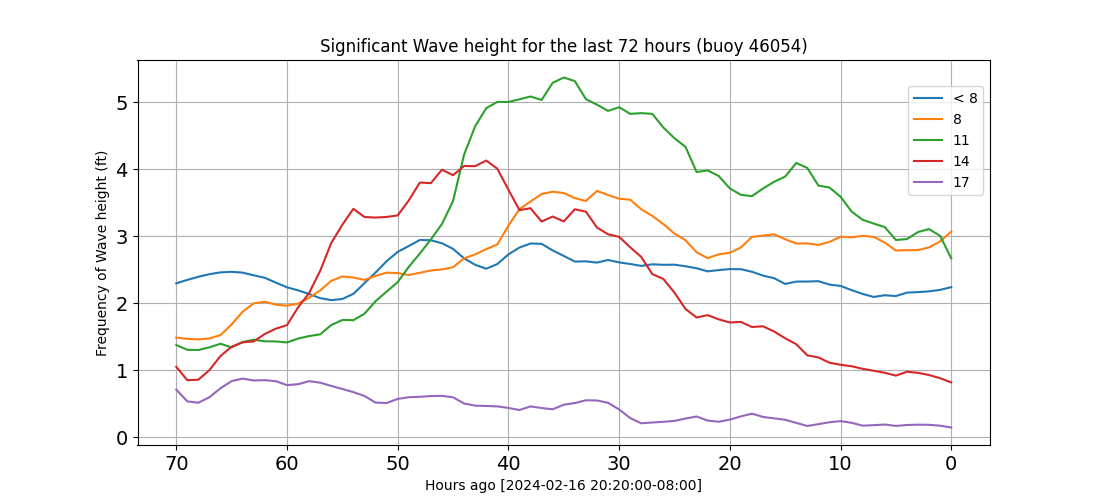 Significant Wave height for the last 72 hours (buoy 46054)
Frequency of Wave height (ft)
5
4
3
2
1
0
< 8
8
11
14
17
70 60 50 40 30 20 10 0
Hours ago [2024-02-16 20:20:00-08:00]